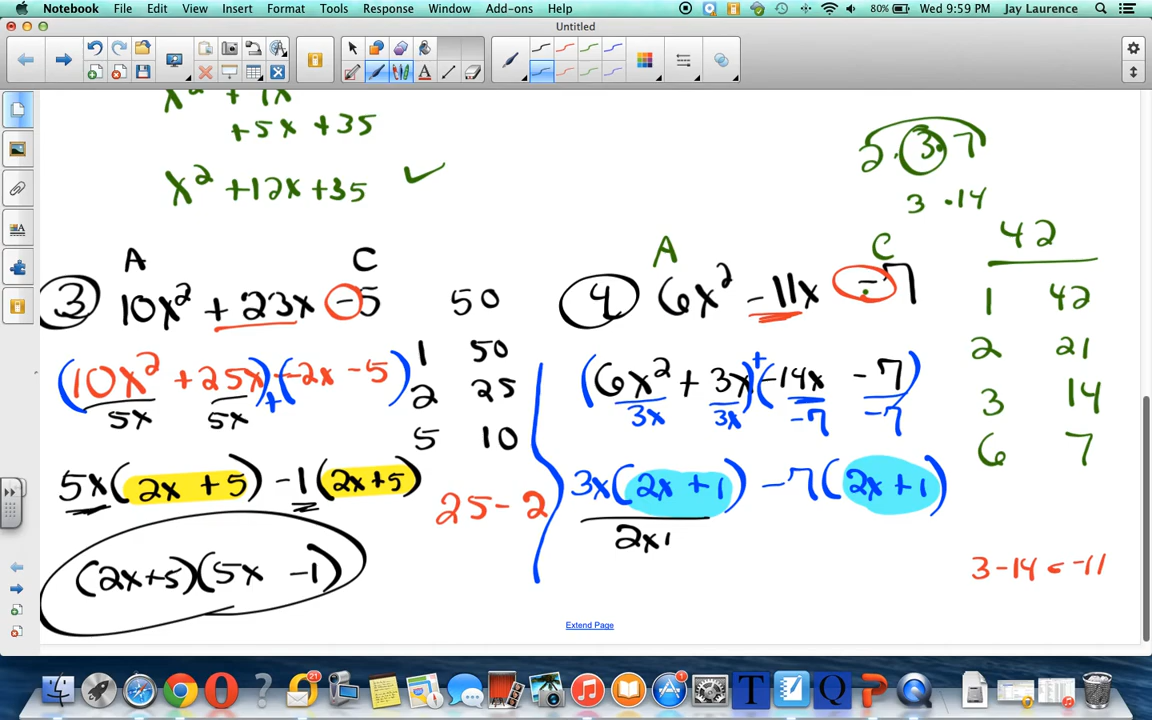 Notebook File Edit View Insert Format Tools Response Window Add-ons Help 80% Wed 9:59 PM Jay Laurence
Untitled
x² + 7x
+5x +35
x² +12x +35 ✓
2·3·7
3 ·14
A C
③ 10x² + 23x -5
50
1 50
2 25
5 10
(10x² +25x)+(-2x -5)
5x 5x
5x(2x +5) -1(2x+5)
25-2
(2x+5)(5x -1)
A C
④ 6x² -11x -7
42
1 42
2 21
3 14
6 7
(6x² + 3x)+(-14x -7)
3x 3x -7 -7
3x(2x +1) -7(2x +1)
2x
3-14 = -11
Extend Page
21